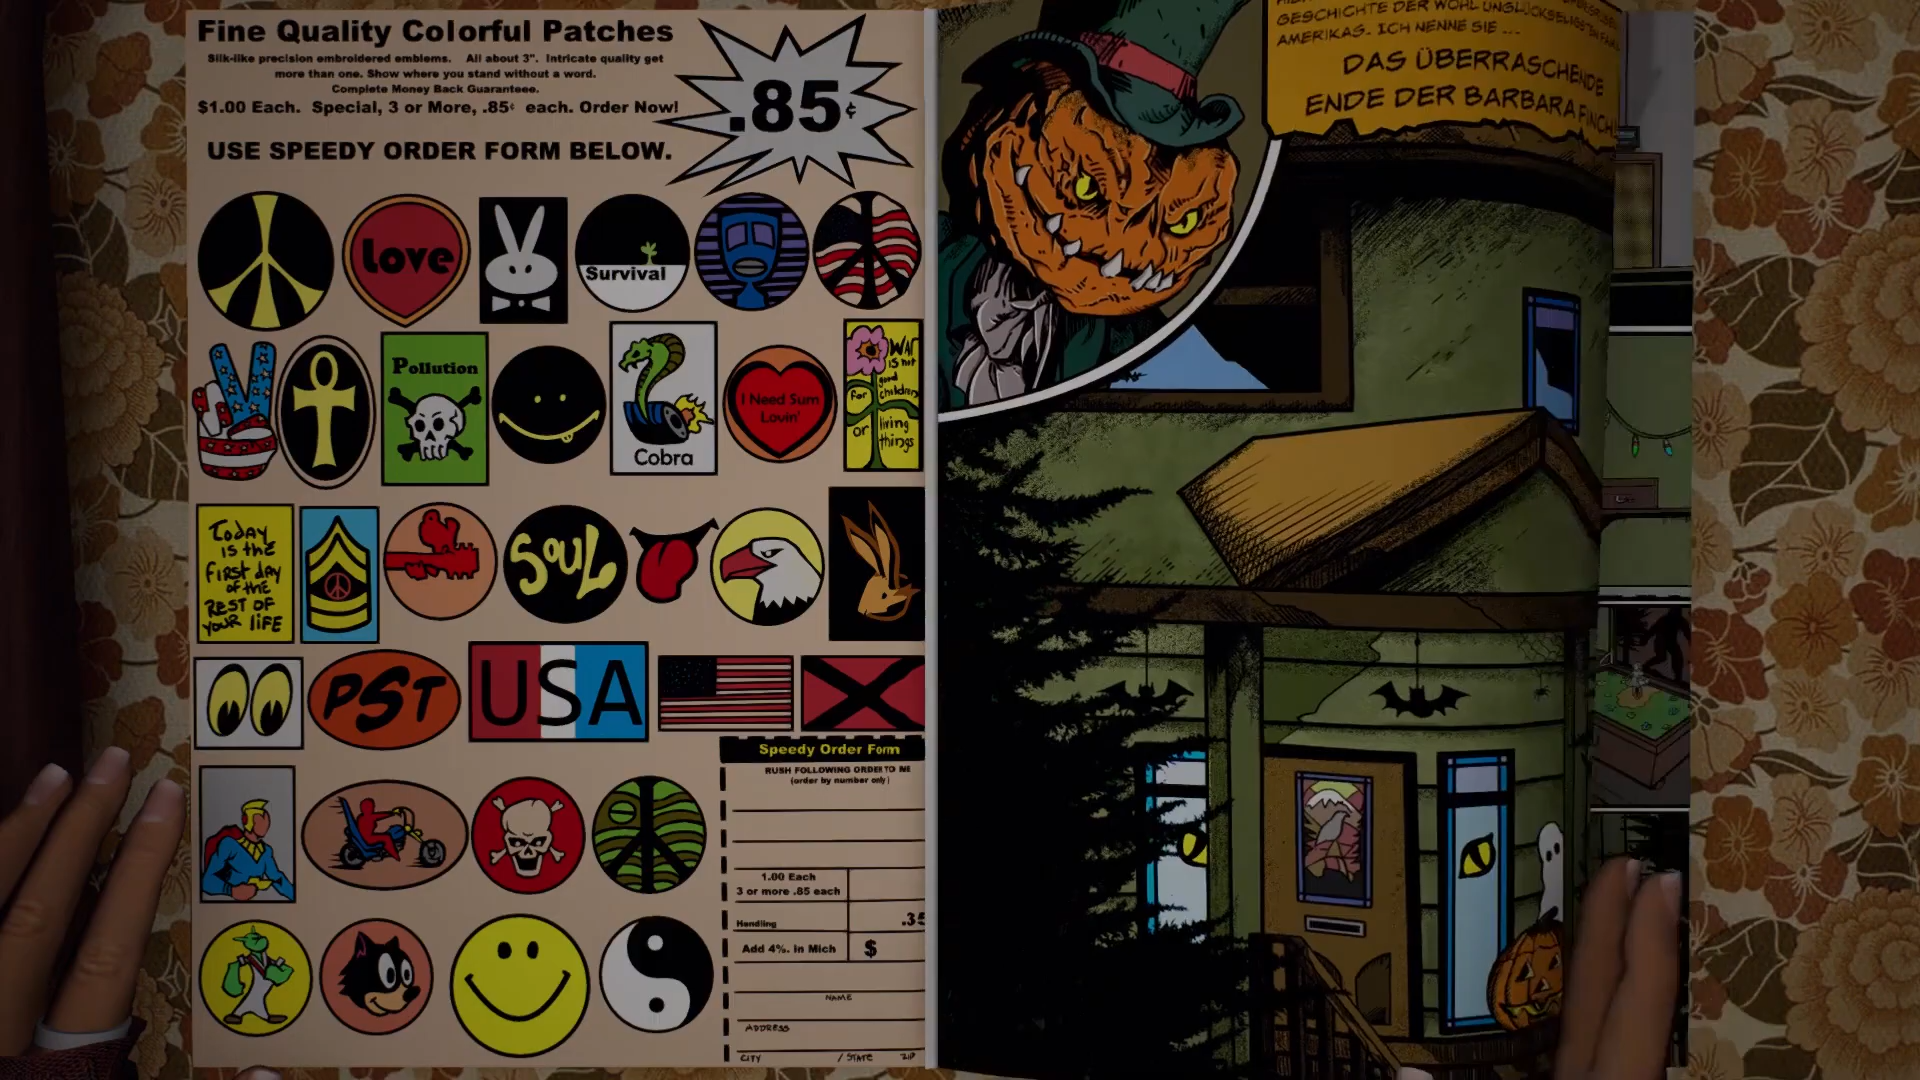 Fine Quality Colorful Patches
Silk-like precision embroidered emblems. All about 3". Intricate quality get
more than one. Show where you stand without a word.
Complete Money Back Guaranteee.
$1.00 Each. Special, 3 or More, .85¢ each. Order Now!
USE SPEEDY ORDER FORM BELOW.
.85¢
Love
Survival
Pollution
Cobra
I Need Sum
Lovin'
WAR
is not
good
for children
or living
things
Today
is the
First day
of the
REST OF
YOUR LIFE
SOUL
PST
USA
Speedy Order Form
RUSH FOLLOWING ORDER TO ME
(order by number only)
1.00 Each
3 or more .85 each
Handling .35
Add 4%. in Mich $
NAME
ADDRESS
CITY / STATE ZIP
GESCHICHTE DER WOHL UNGLÜCKSELIGSTEN
AMERIKAS. ICH NENNE SIE ...
DAS ÜBERRASCHENDE
ENDE DER BARBARA FINCH